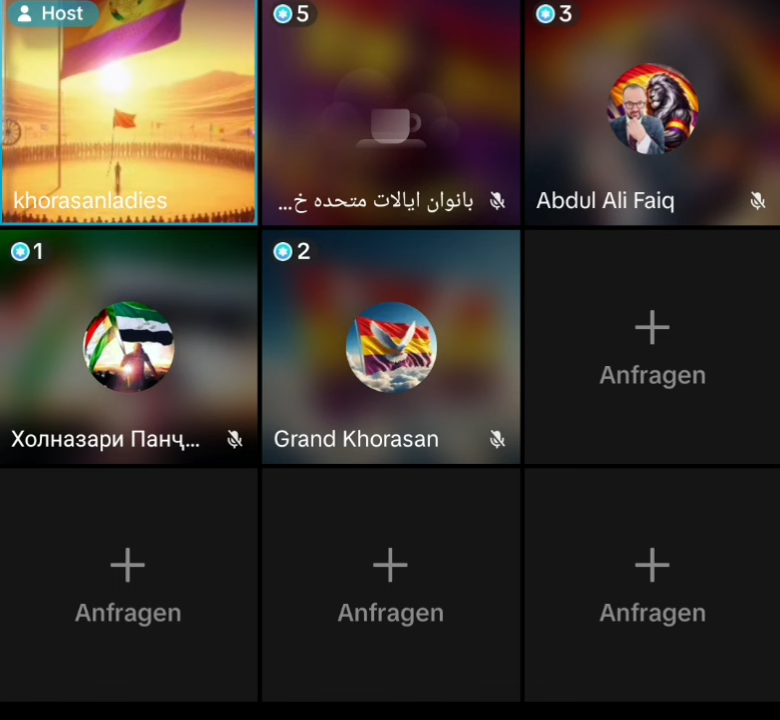 Host
5
3
khorasanladies
بانوان ایالات متحده خ...
Abdul Ali Faiq
1
2
Холназари Панҷ...
Grand Khorasan
Anfragen
Anfragen
Anfragen
Anfragen